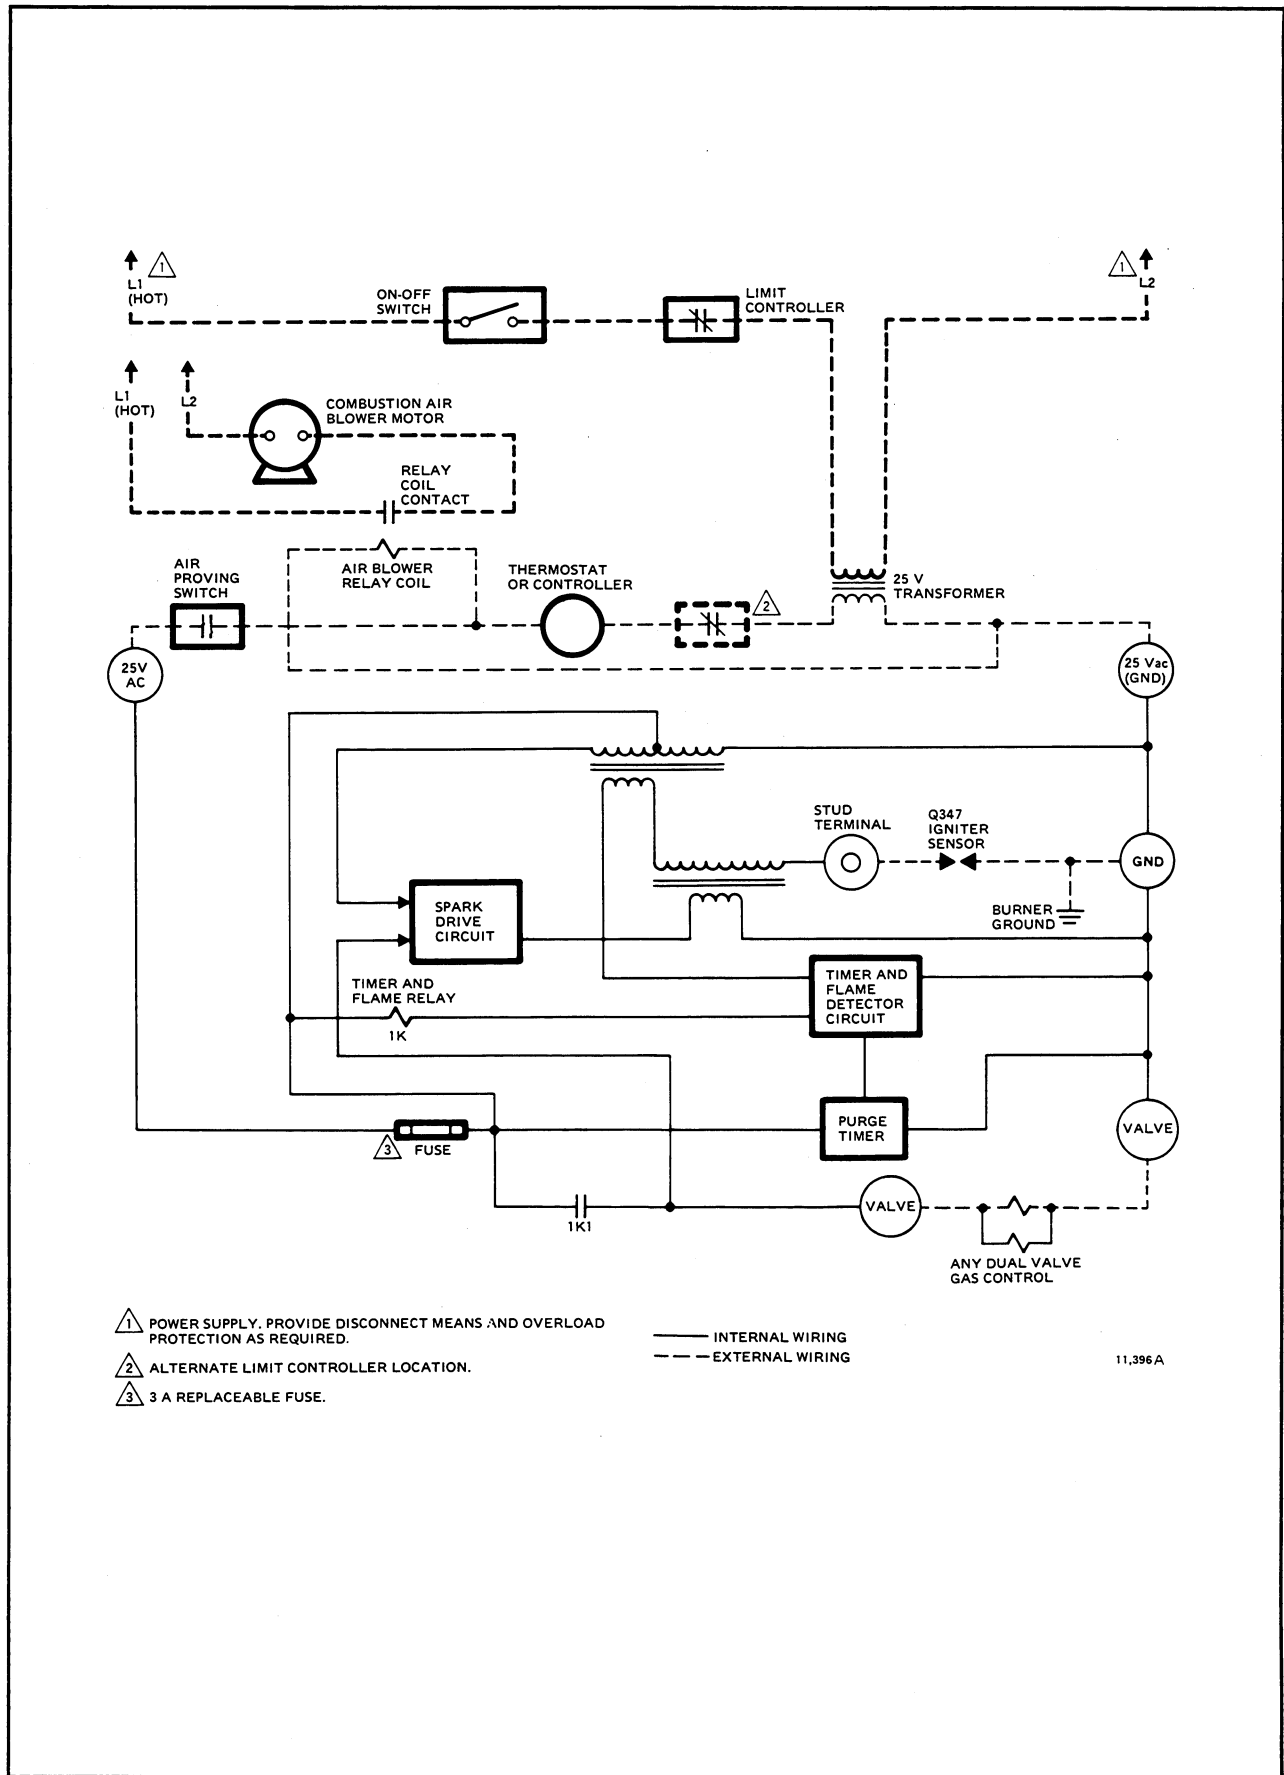 1
L1
(HOT)
ON-OFF
SWITCH
LIMIT
CONTROLLER
1
L2
L1
(HOT)
L2
COMBUSTION AIR
BLOWER MOTOR
RELAY
COIL
CONTACT
AIR
PROVING
SWITCH
AIR BLOWER
RELAY COIL
THERMOSTAT
OR CONTROLLER
2
25 V
TRANSFORMER
25V
AC
25 Vac
(GND)
STUD
TERMINAL
Q347
IGNITER
SENSOR
GND
BURNER
GROUND
SPARK
DRIVE
CIRCUIT
TIMER AND
FLAME RELAY
1K
TIMER AND
FLAME
DETECTOR
CIRCUIT
3
FUSE
PURGE
TIMER
VALVE
1K1
VALVE
ANY DUAL VALVE
GAS CONTROL
1 POWER SUPPLY. PROVIDE DISCONNECT MEANS AND OVERLOAD
PROTECTION AS REQUIRED.
2 ALTERNATE LIMIT CONTROLLER LOCATION.
3 3 A REPLACEABLE FUSE.
INTERNAL WIRING
EXTERNAL WIRING
11,396A